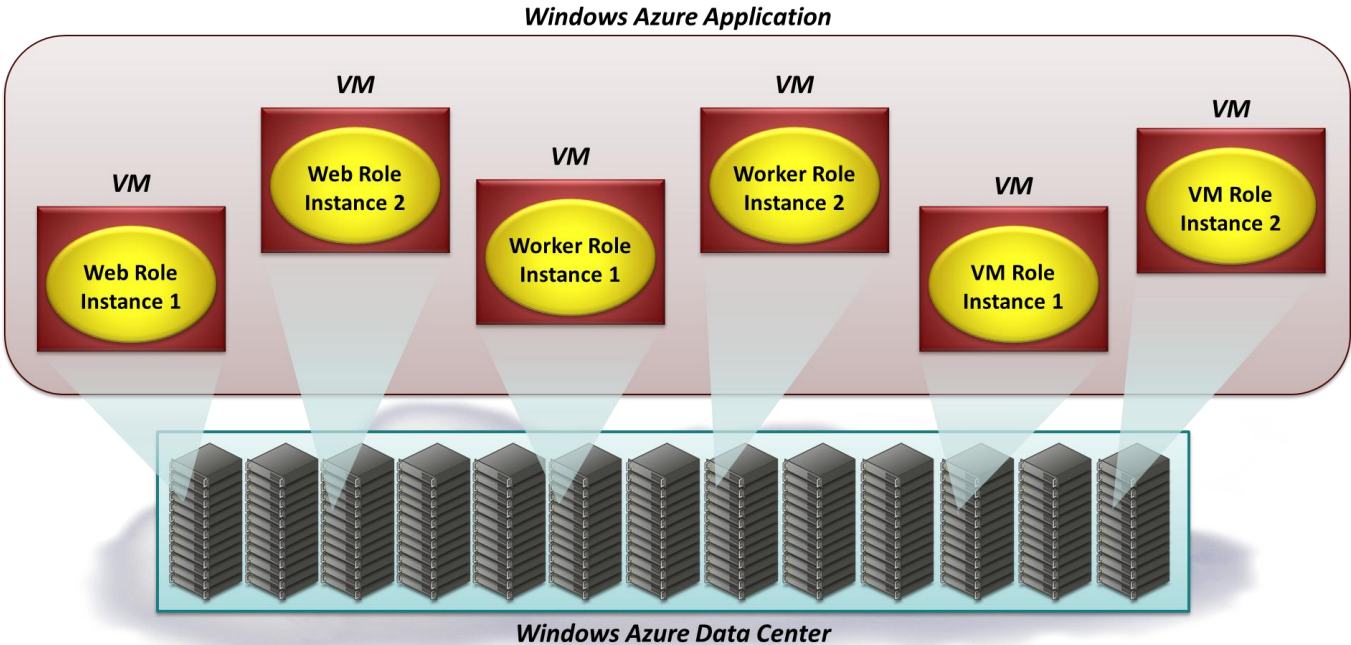 Windows Azure Application
VM
Web Role
Instance 1
VM
Web Role
Instance 2
VM
Worker Role
Instance 1
VM
Worker Role
Instance 2
VM
VM Role
Instance 1
VM
VM Role
Instance 2
Windows Azure Data Center